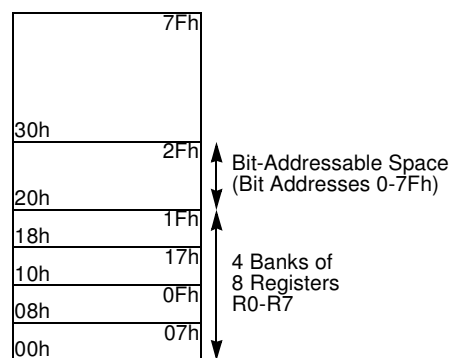 7Fh
30h
2Fh
Bit-Addressable Space
(Bit Addresses 0-7Fh)
20h
1Fh
18h
17h
4 Banks of
8 Registers
R0-R7
10h
0Fh
08h
07h
00h